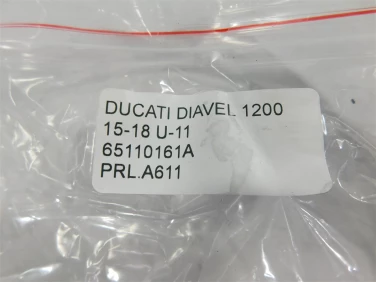 DUCATI DIAVEL 1200
15-18 U-11
65110161A
PRL.A611